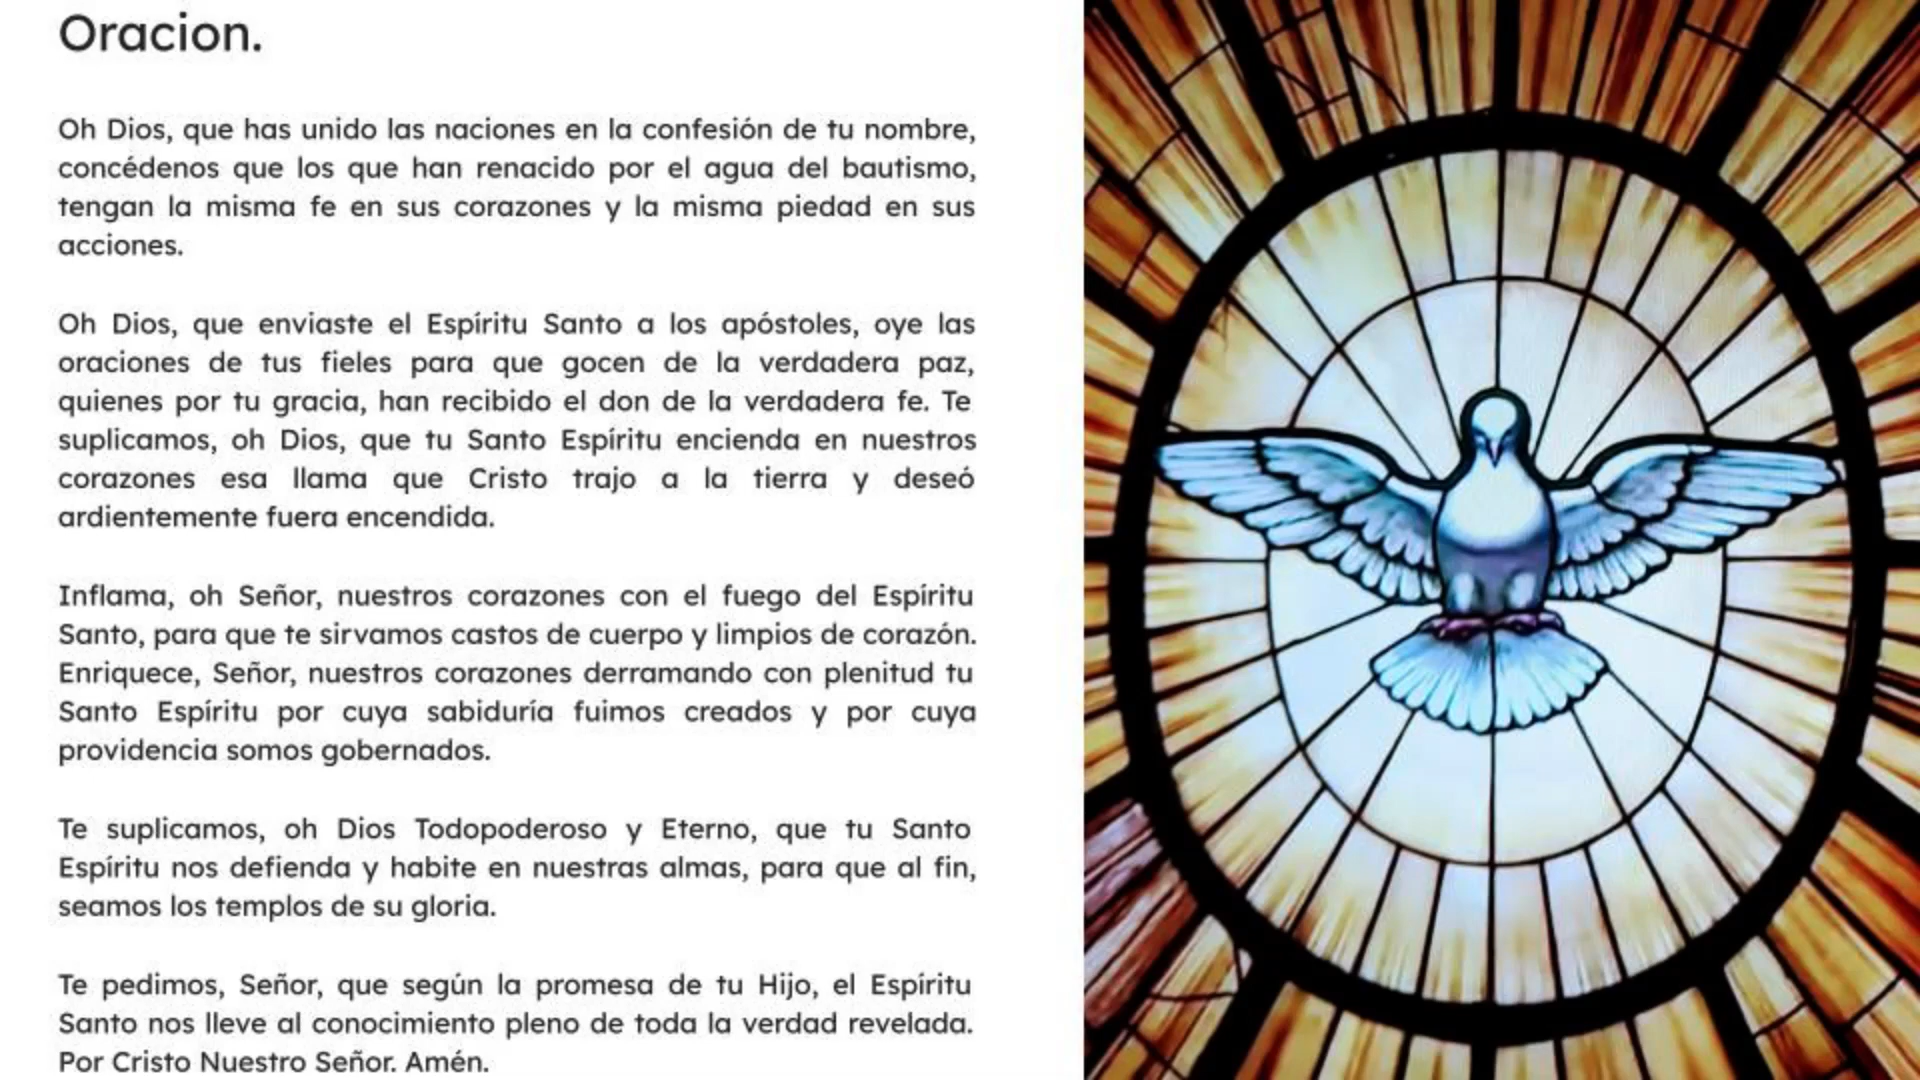 Oracion.
Oh Dios, que has unido las naciones en la confesión de tu nombre,
concédenos que los que han renacido por el agua del bautismo,
tengan la misma fe en sus corazones y la misma piedad en sus
acciones.
Oh Dios, que enviaste el Espíritu Santo a los apóstoles, oye las
oraciones de tus fieles para que gocen de la verdadera paz,
quienes por tu gracia, han recibido el don de la verdadera fe. Te
suplicamos, oh Dios, que tu Santo Espíritu encienda en nuestros
corazones esa llama que Cristo trajo a la tierra y deseó
ardientemente fuera encendida.
Inflama, oh Señor, nuestros corazones con el fuego del Espíritu
Santo, para que te sirvamos castos de cuerpo y limpios de corazón.
Enriquece, Señor, nuestros corazones derramando con plenitud tu
Santo Espíritu por cuya sabiduría fuimos creados y por cuya
providencia somos gobernados.
Te suplicamos, oh Dios Todopoderoso y Eterno, que tu Santo
Espíritu nos defienda y habite en nuestras almas, para que al fin,
seamos los templos de su gloria.
Te pedimos, Señor, que según la promesa de tu Hijo, el Espíritu
Santo nos lleve al conocimiento pleno de toda la verdad revelada.
Por Cristo Nuestro Señor. Amén.